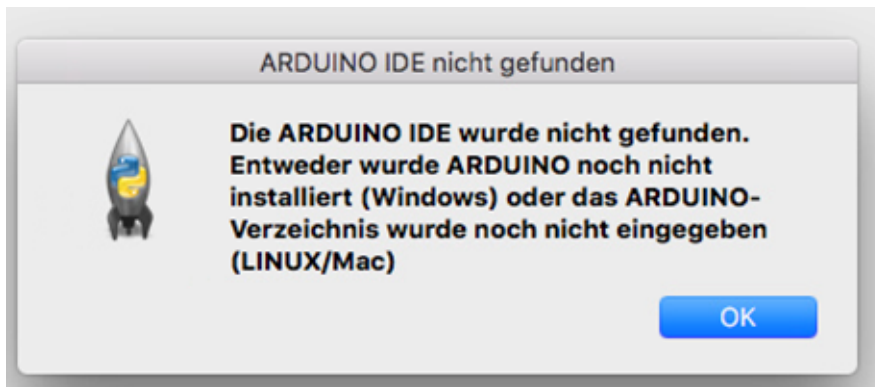 ARDUINO IDE nicht gefunden
Die ARDUINO IDE wurde nicht gefunden.
Entweder wurde ARDUINO noch nicht
installiert (Windows) oder das ARDUINO-
Verzeichnis wurde noch nicht eingegeben
(LINUX/Mac)
OK